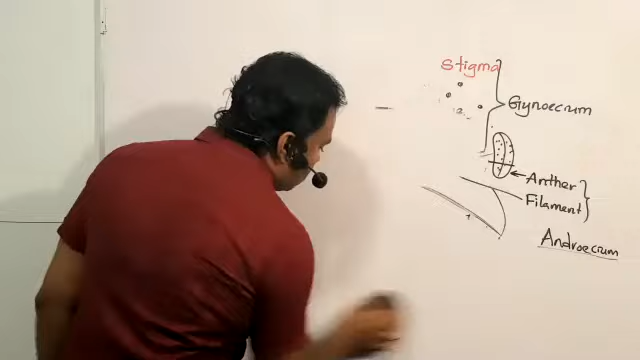 Stigma
Gynoecium
Anther
Filament
Androecium